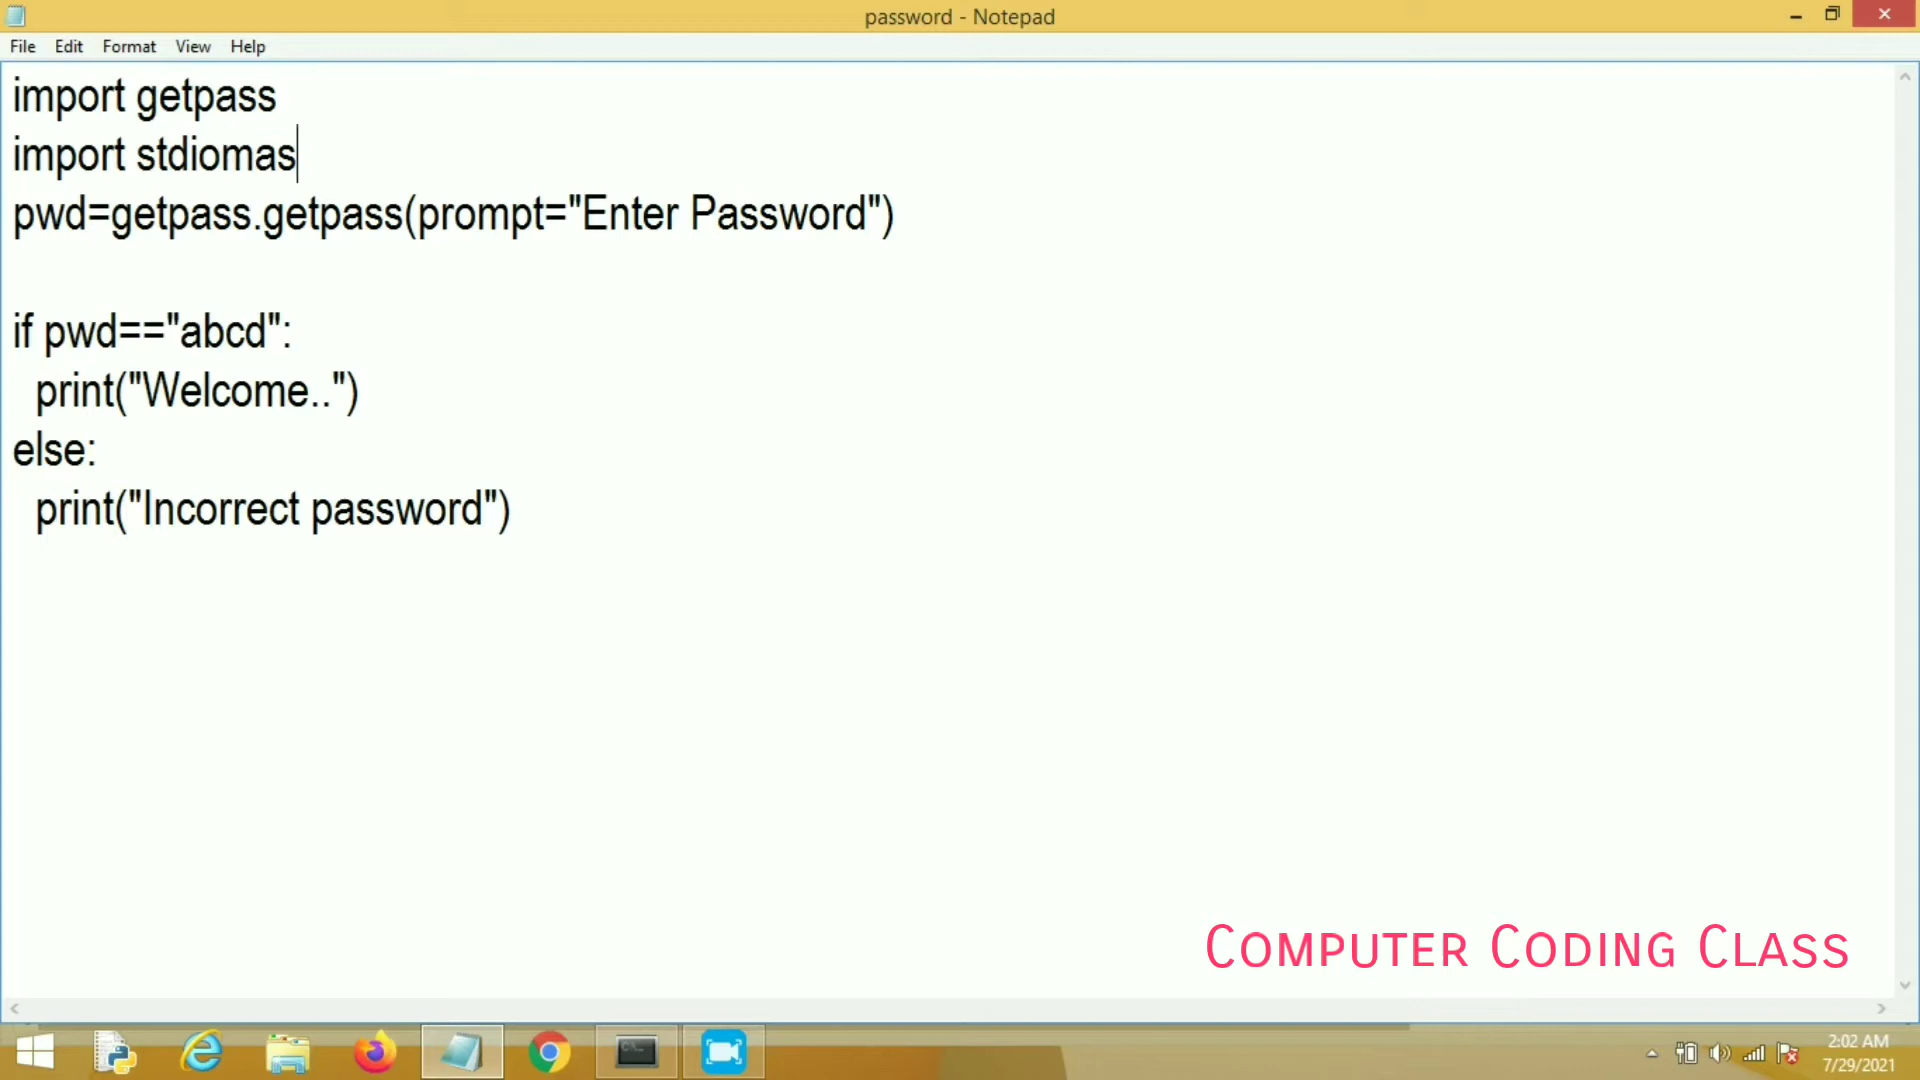 password - Notepad
File Edit Format View Help
import getpass
import stdiomas
pwd=getpass.getpass(prompt="Enter Password")
if pwd=="abcd":
print("Welcome..")
else:
print("Incorrect password")
Computer Coding Class
2:02 AM
7/29/2021